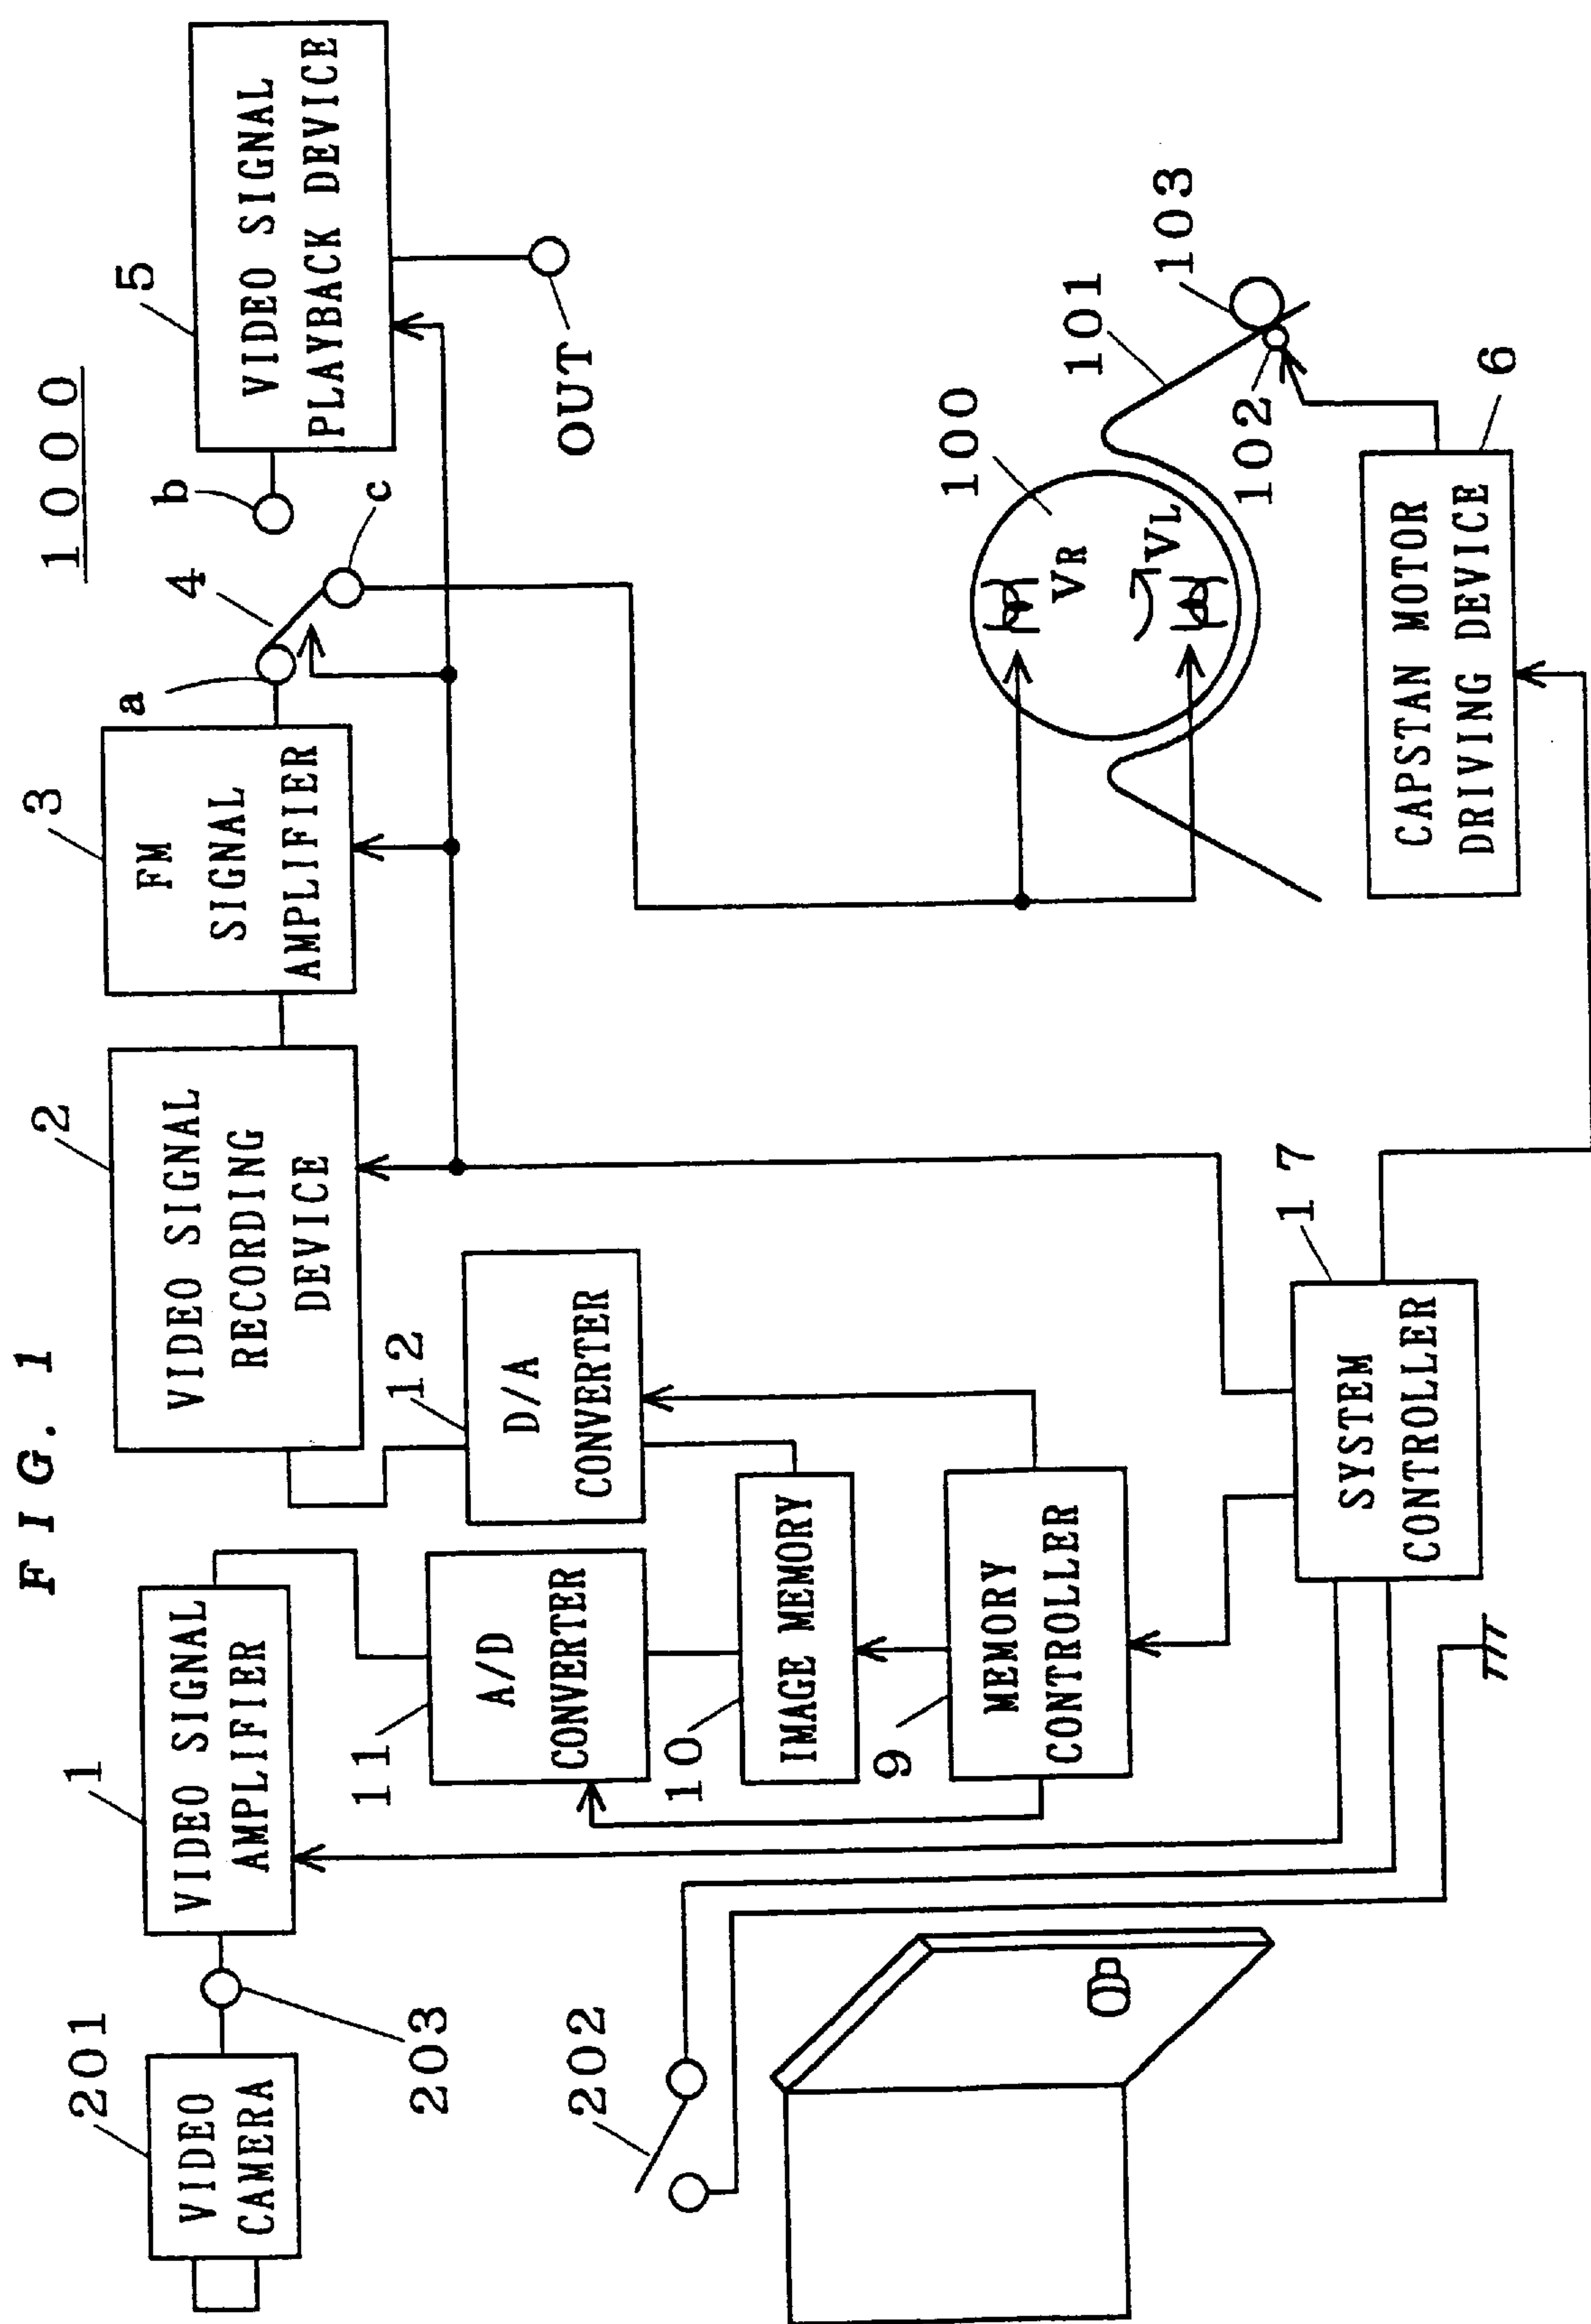 FIG. 1
1000
201
VIDEO
CAMERA
203
1
VIDEO SIGNAL
AMPLIFIER
2
VIDEO SIGNAL
RECORDING
DEVICE
3
FM
SIGNAL
AMPLIFIER
a
4
b
c
5
VIDEO SIGNAL
PLAYBACK DEVICE
OUT
11
A/D
CONVERTER
12
D/A
CONVERTER
10
IMAGE MEMORY
9
MEMORY
CONTROLLER
202
17
SYSTEM
CONTROLLER
100
VR
VL
101
102
103
6
CAPSTAN MOTOR
DRIVING DEVICE